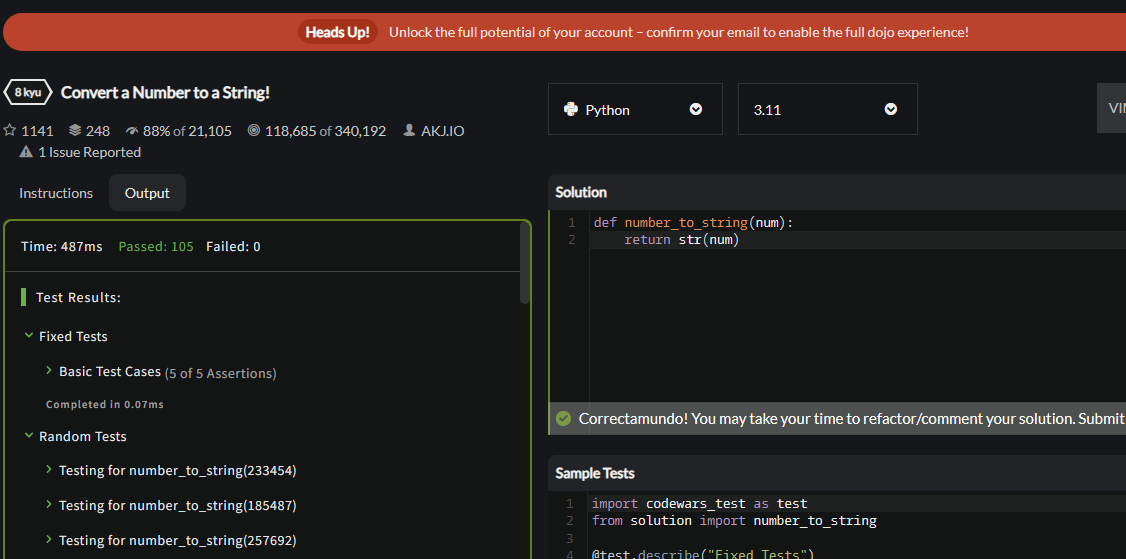 Heads Up! Unlock the full potential of your account – confirm your email to enable the full dojo experience!
8 kyu Convert a Number to a String!
1141 248 88% of 21,105 118,685 of 340,192 AKJ.IO
1 Issue Reported
Instructions Output
Time: 487ms Passed: 105 Failed: 0
Test Results:
Fixed Tests
Basic Test Cases (5 of 5 Assertions)
Completed in 0.07ms
Random Tests
Testing for number_to_string(233454)
Testing for number_to_string(185487)
Testing for number_to_string(257692)
Python 3.11 VIM
Solution
1 def number_to_string(num):
2 return str(num)
Correctamundo! You may take your time to refactor/comment your solution. Submit
Sample Tests
1 import codewars_test as test
2 from solution import number_to_string
3
4 @test.describe("Fixed Tests")